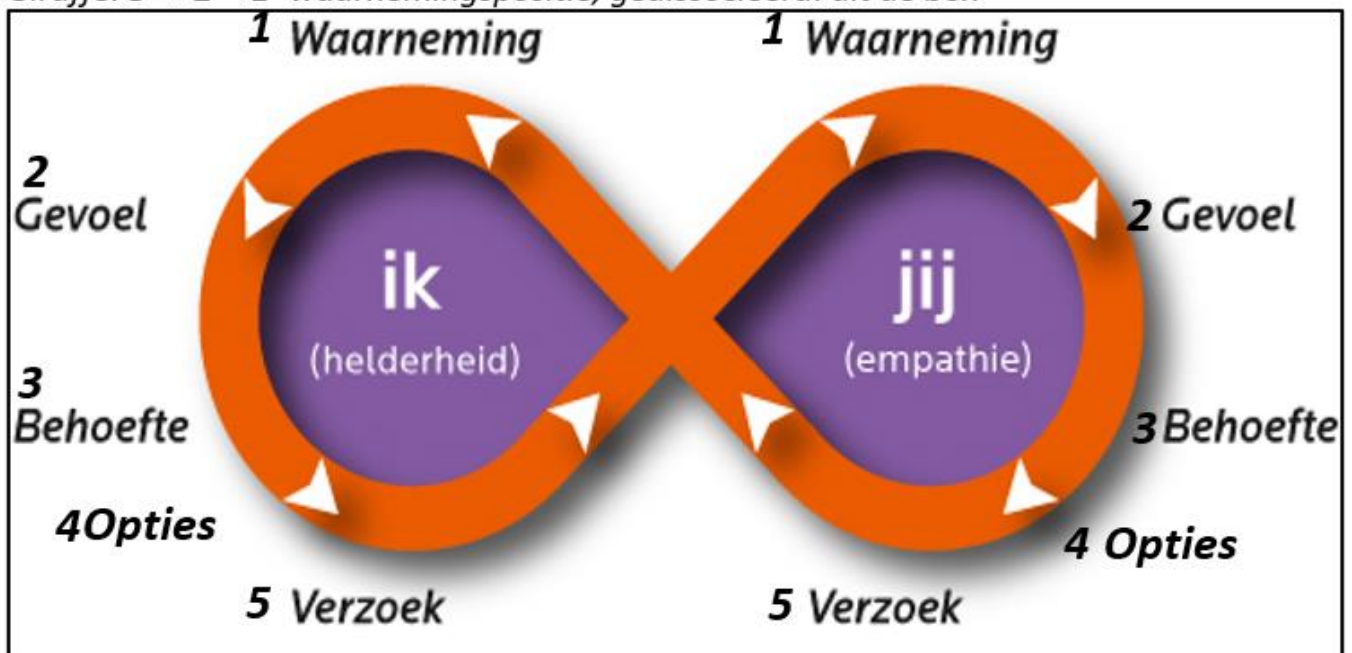 1 Waarneming 1 Waarneming
2
Gevoel
2 Gevoel
ik
(helderheid)
jij
(empathie)
3
Behoefte
3 Behoefte
4Opties
4 Opties
5 Verzoek 5 Verzoek